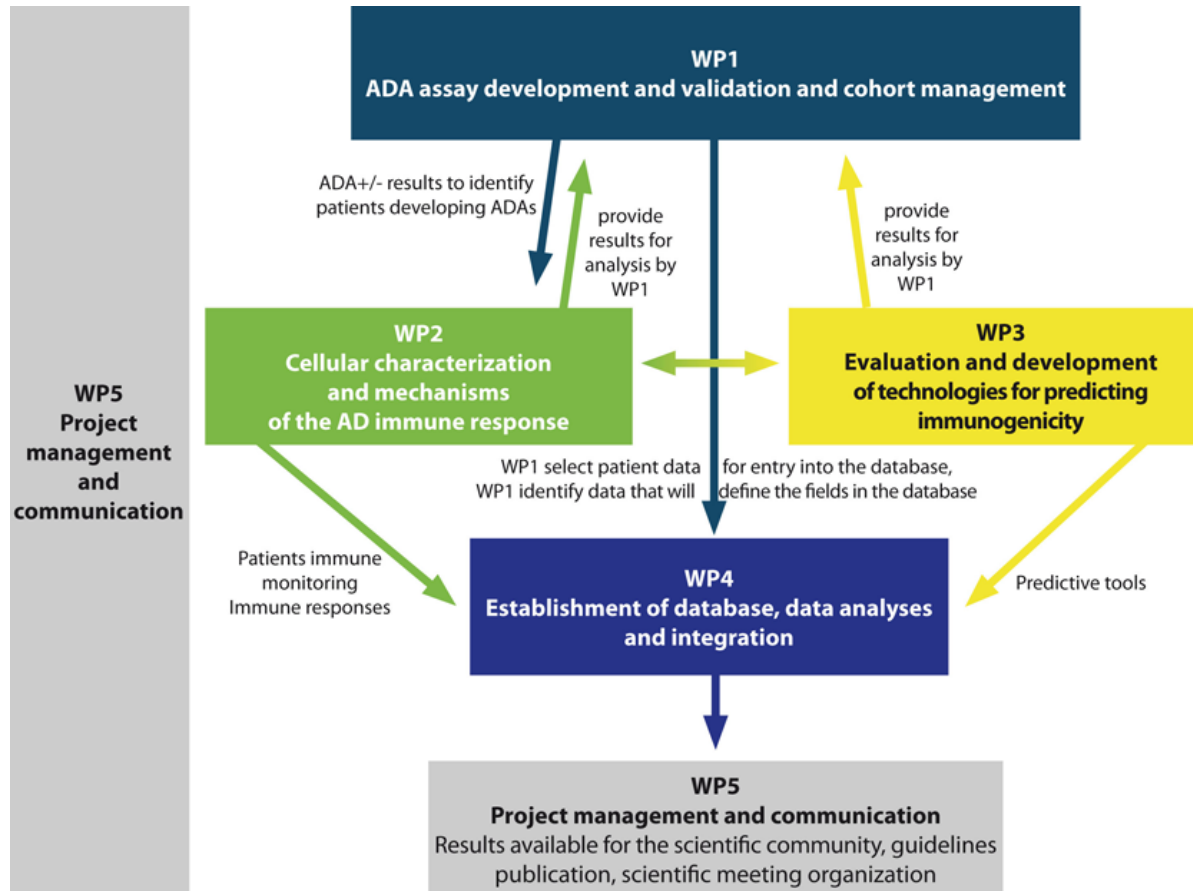 WP1
ADA assay development and validation and cohort management
ADA+/- results to identify
patients developing ADAs
provide
results for
analysis by
WP1
provide
results for
analysis by
WP1
WP2
Cellular characterization
and mechanisms
of the AD immune response
WP3
Evaluation and development
of technologies for predicting
immunogenicity
WP5
Project
management
and
communication
WP1 select patient data for entry into the database,
WP1 identify data that will define the fields in the database
Patients immune
monitoring
Immune responses
WP4
Establishment of database, data analyses
and integration
Predictive tools
WP5
Project management and communication
Results available for the scientific community, guidelines
publication, scientific meeting organization